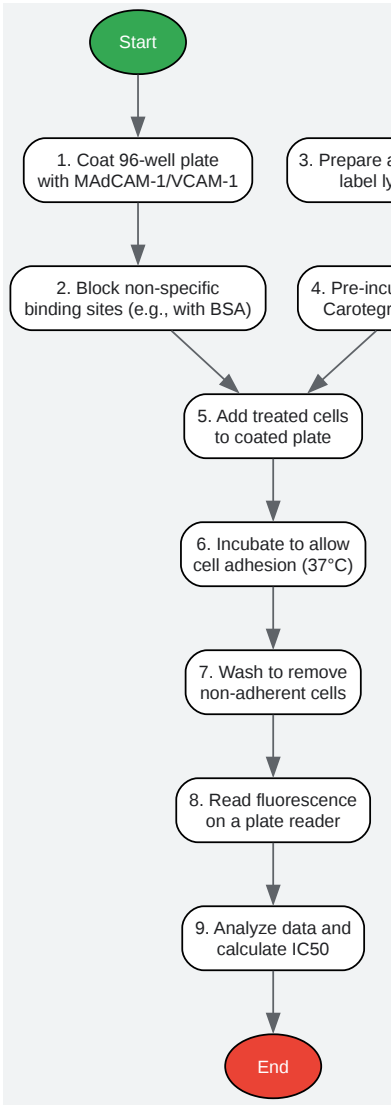 Start
1. Coat 96-well plate
with MAdCAM-1/VCAM-1
3. Prepare a
label ly
2. Block non-specific
binding sites (e.g., with BSA)
4. Pre-incu
Carotegr
5. Add treated cells
to coated plate
6. Incubate to allow
cell adhesion (37°C)
7. Wash to remove
non-adherent cells
8. Read fluorescence
on a plate reader
9. Analyze data and
calculate IC50
End